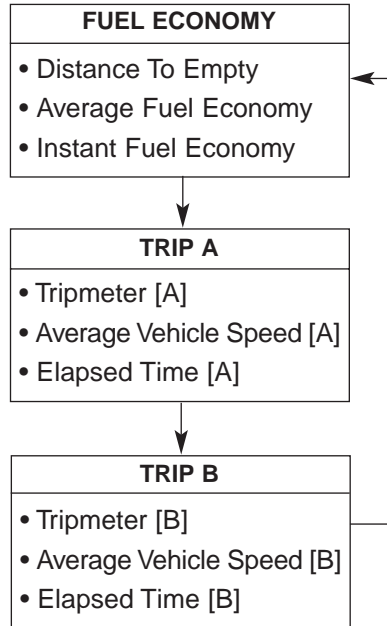 FUEL ECONOMY
• Distance To Empty
• Average Fuel Economy
• Instant Fuel Economy
TRIP A
• Tripmeter [A]
• Average Vehicle Speed [A]
• Elapsed Time [A]
TRIP B
• Tripmeter [B]
• Average Vehicle Speed [B]
• Elapsed Time [B]